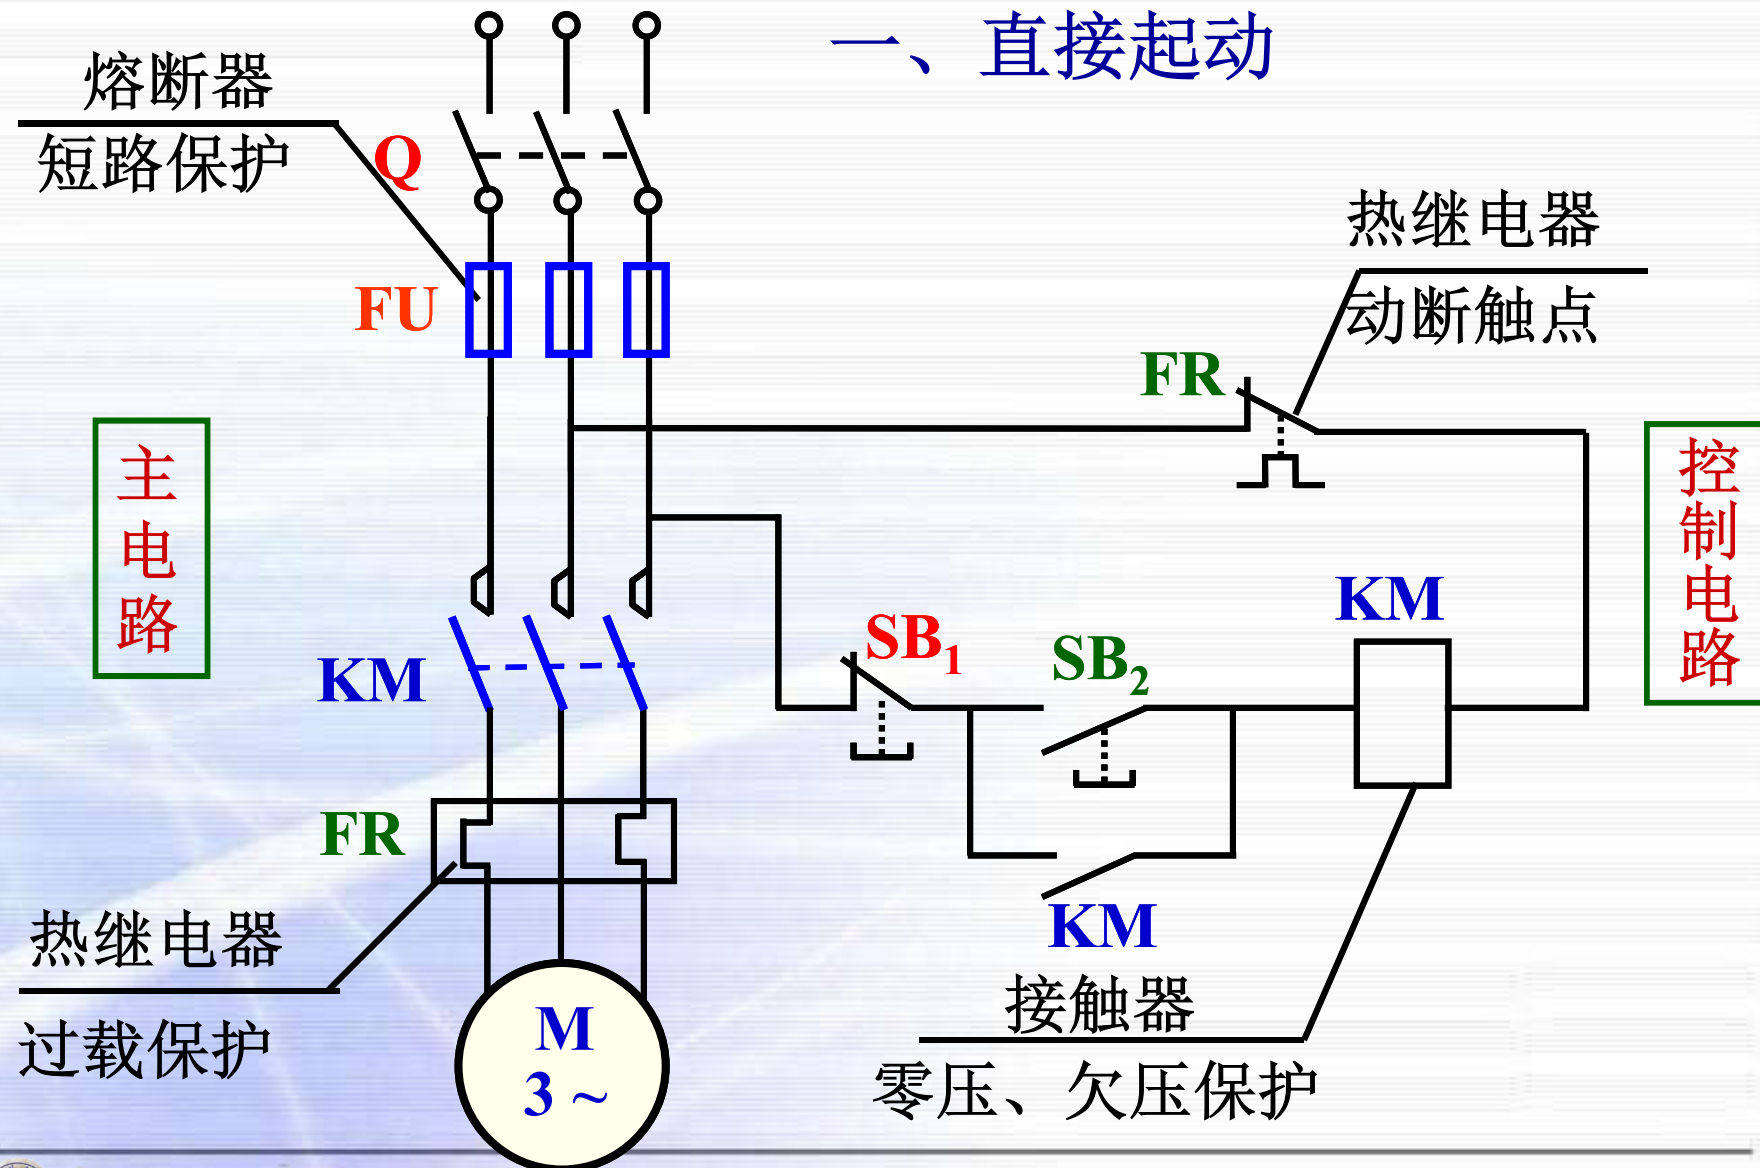 一、直接起动
熔断器
短路保护
Q
FU
热继电器
动断触点
FR
主电路
控制电路
KM
SB1
SB2
KM
FR
KM
热继电器
过载保护
接触器
零压、欠压保护
M
3 ~